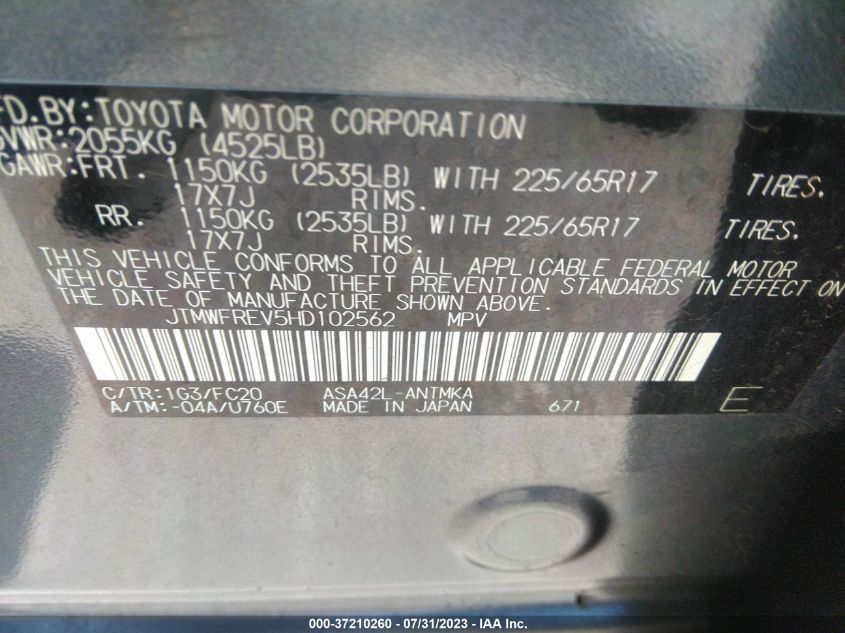 FD.BY:TOYOTA MOTOR CORPORATION
GVWR:2055KG (4525LB)
GAWR:FRT. 1150KG (2535LB) WITH 225/65R17 TIRES.
17X7J RIMS.
RR. 1150KG (2535LB) WITH 225/65R17 TIRES.
17X7J RIMS.
THIS VEHICLE CONFORMS TO ALL APPLICABLE FEDERAL MOTOR
VEHICLE SAFETY AND THEFT PREVENTION STANDARDS IN EFFECT ON
THE DATE OF MANUFACTURE SHOWN ABOVE.
JTMWFREV5HD102562 MPV
C/TR:1G3/FC20 ASA42L-ANTMKA
A/TM:-04A/U760E MADE IN JAPAN 671 E
000-37210260 - 07/31/2023 - IAA Inc.